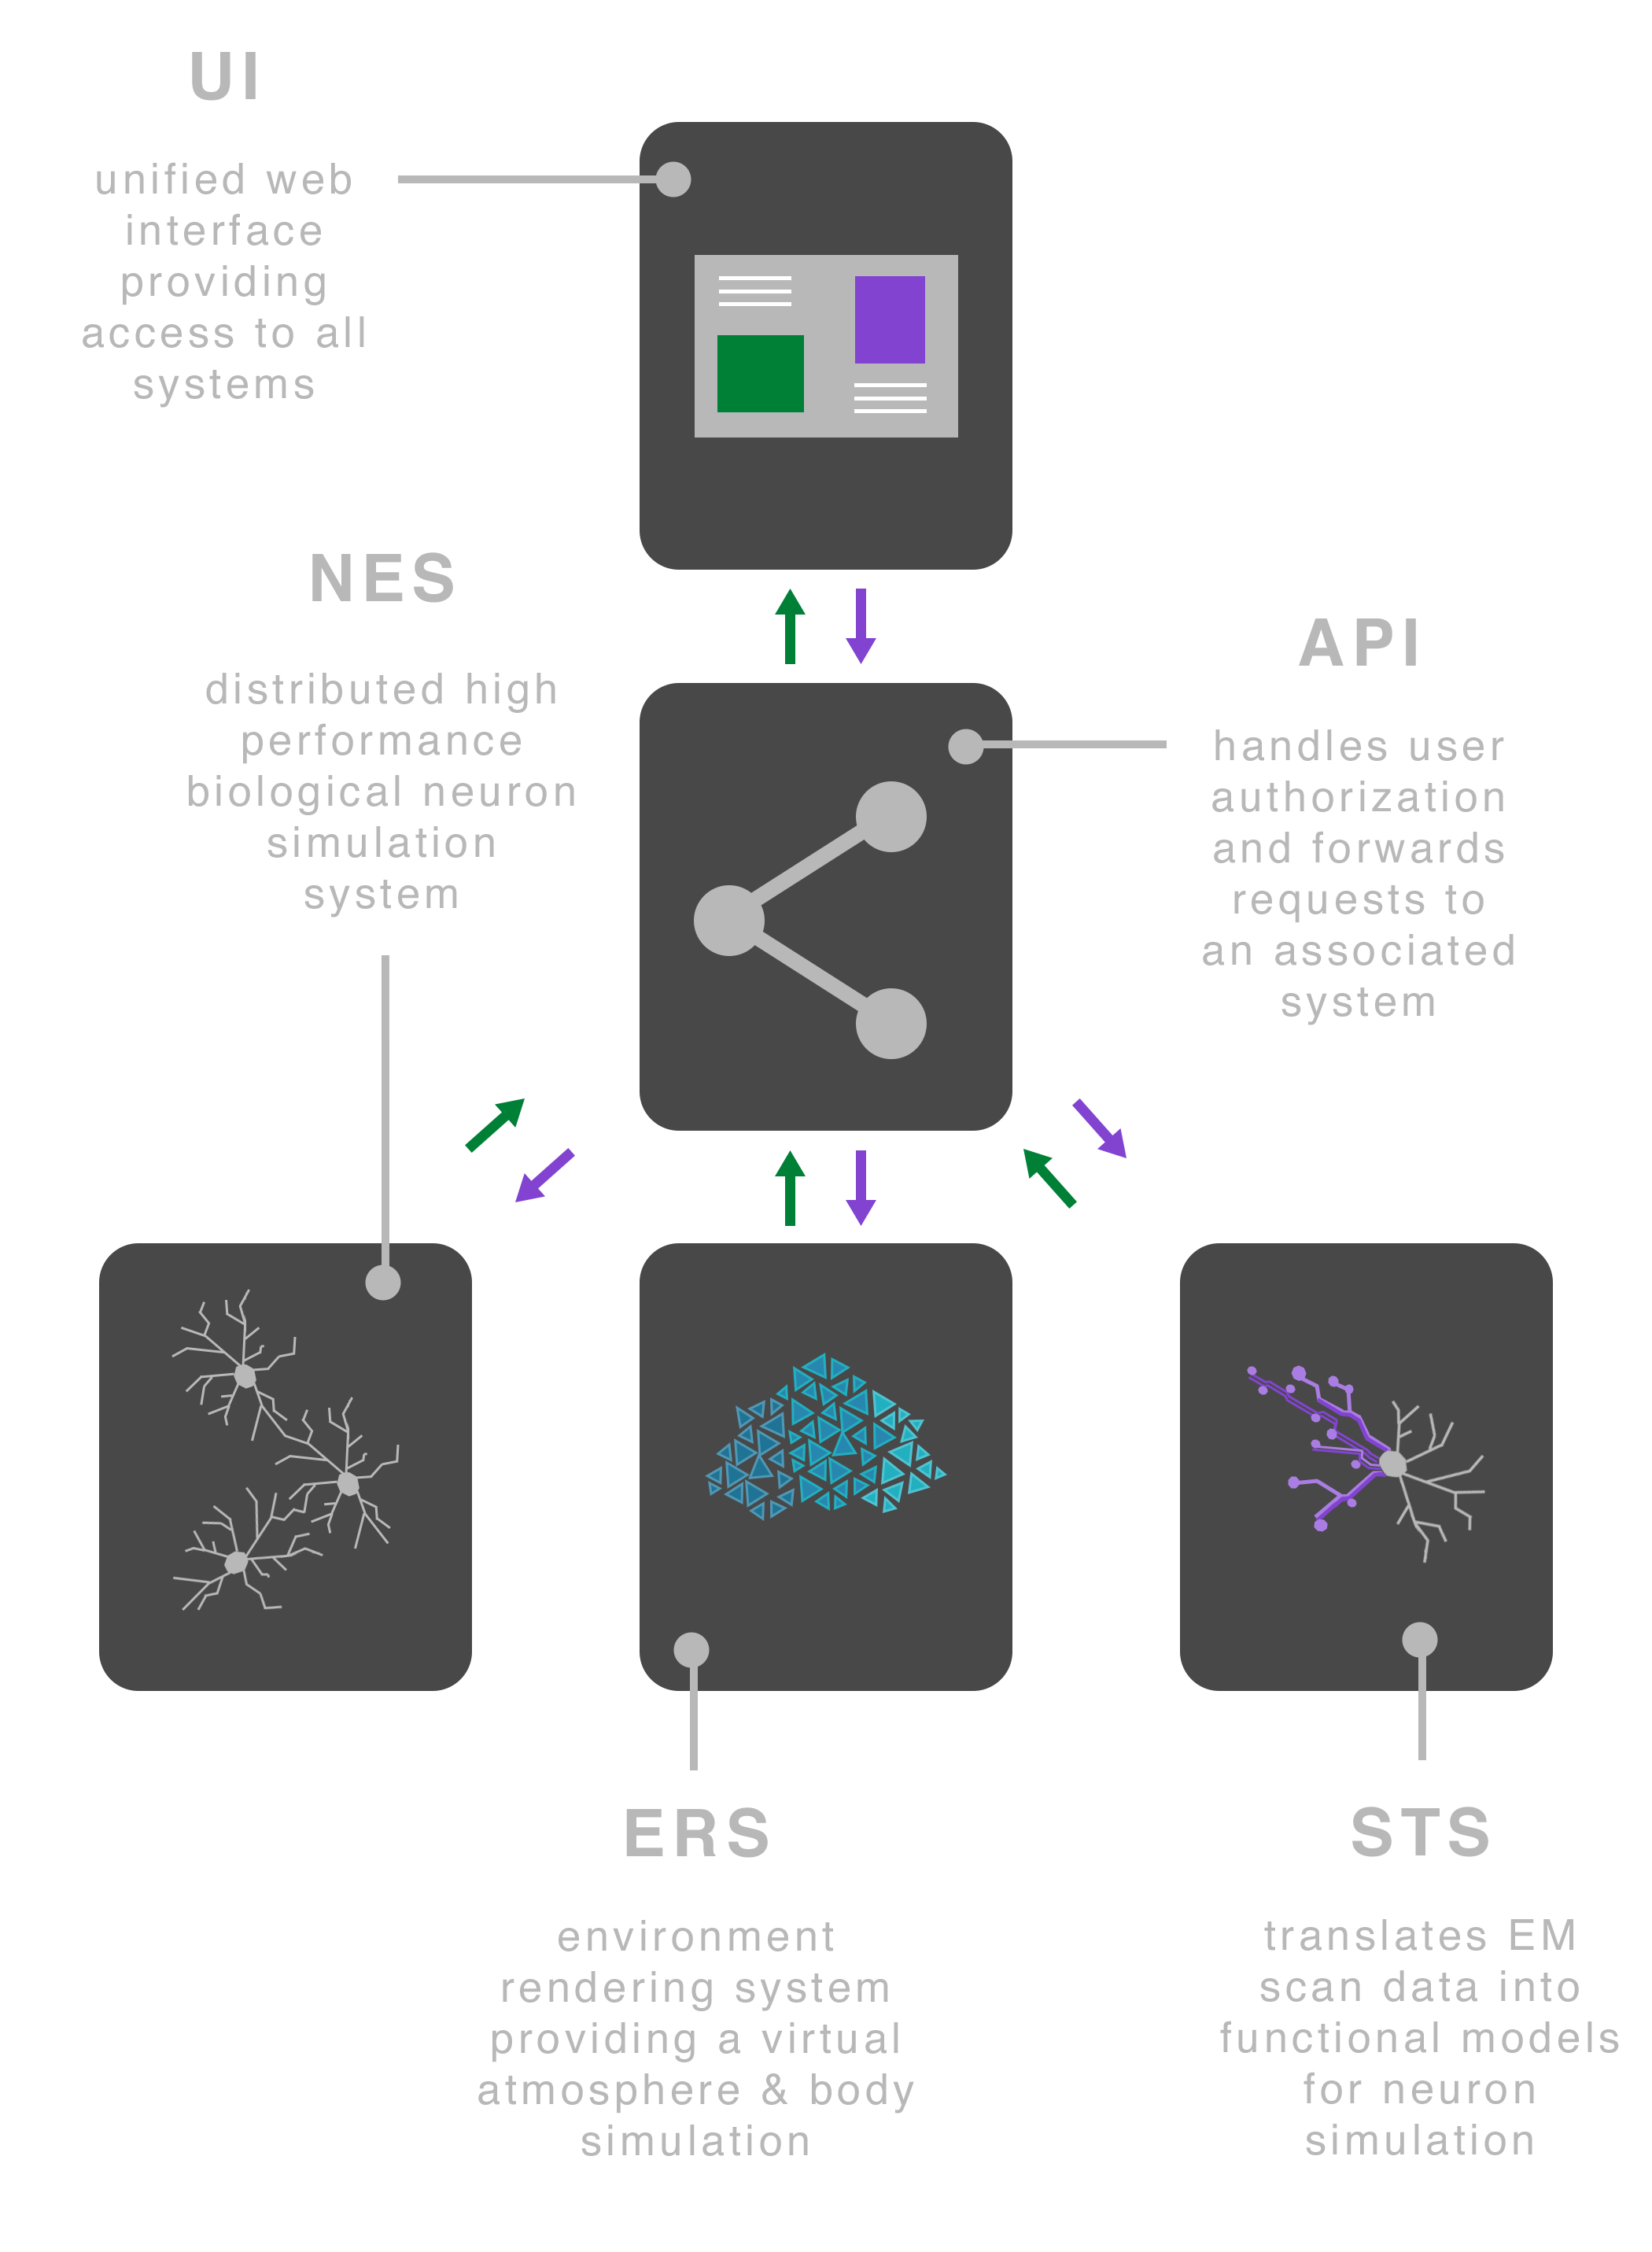 UI
unified web
interface
providing
access to all
systems
NES
distributed high
performance
biological neuron
simulation
system
API
handles user
authorization
and forwards
requests to
an associated
system
ERS
environment
rendering system
providing a virtual
atmosphere & body
simulation
STS
translates EM
scan data into
functional models
for neuron
simulation